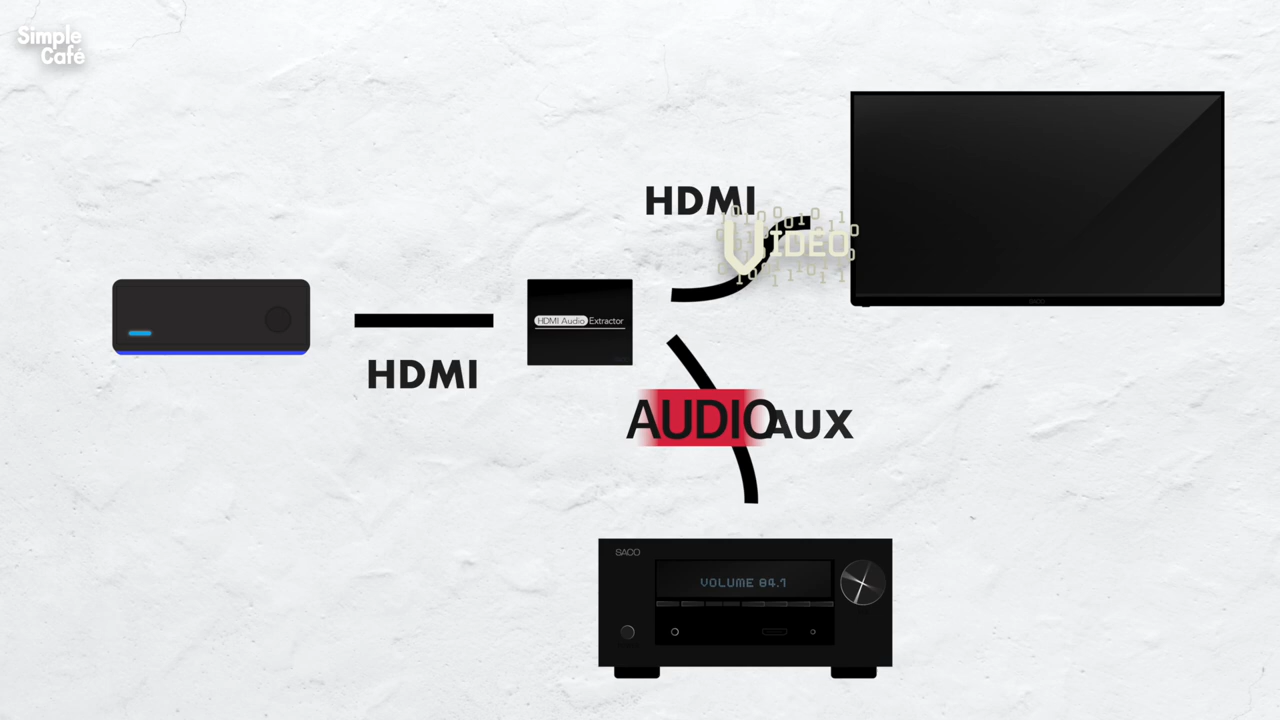 Simple
Café
HDMI
VIDEO
HDMI Audio Extractor
HDMI
AUDIO
AUX
SACO
VOLUME 84.1